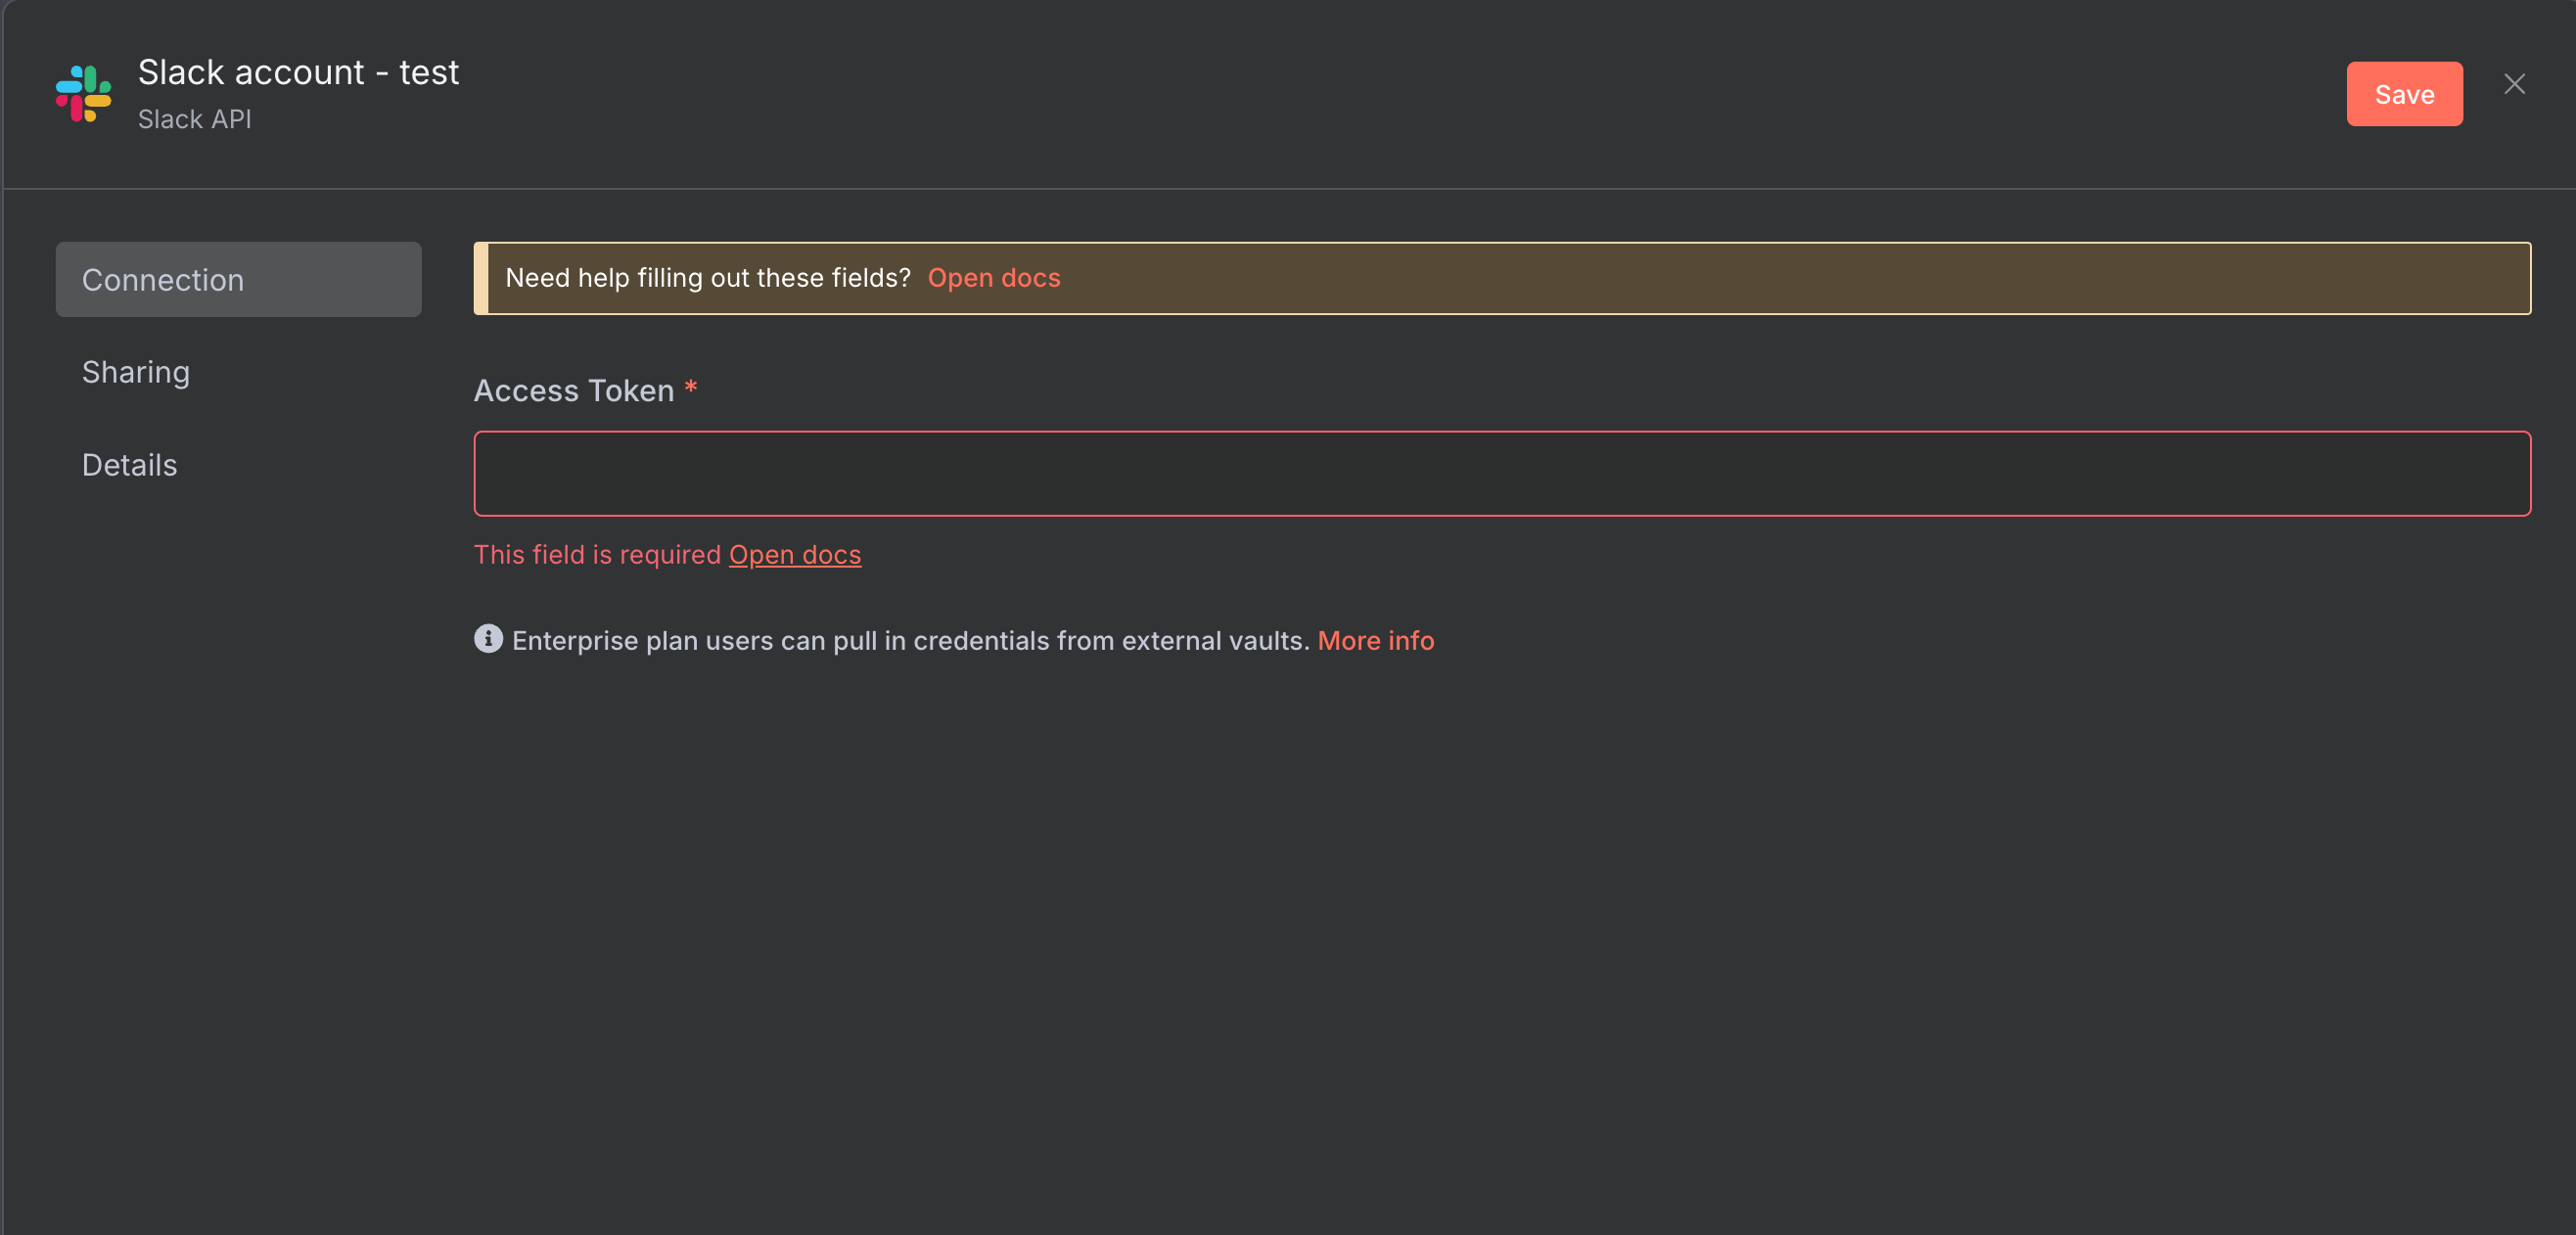 Slack account - test
Slack API
Save
Connection
Sharing
Details
Need help filling out these fields? Open docs
Access Token *
This field is required Open docs
Enterprise plan users can pull in credentials from external vaults. More info